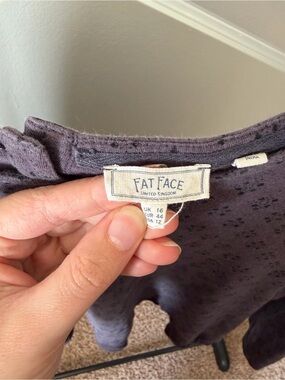 FAT FACE
UNITED KINGDOM
UK 16
EUR 44
USA 12